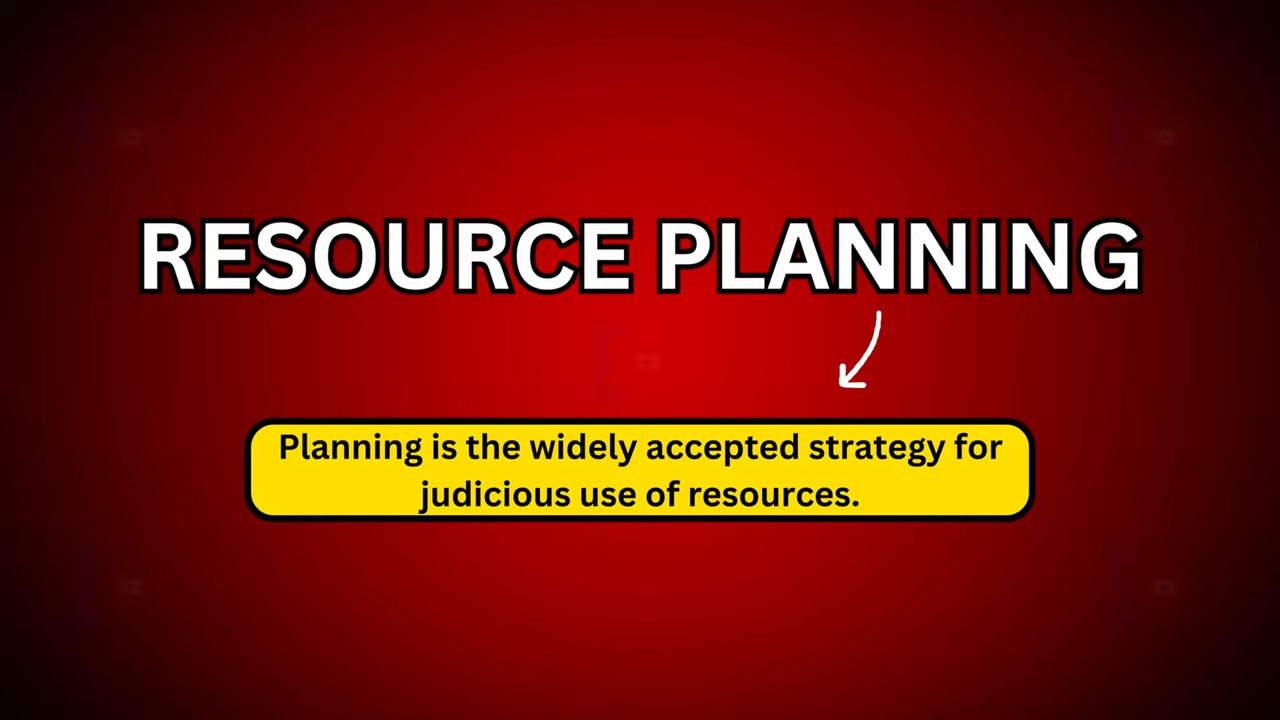 RESOURCE PLANNING
Planning is the widely accepted strategy for
judicious use of resources.